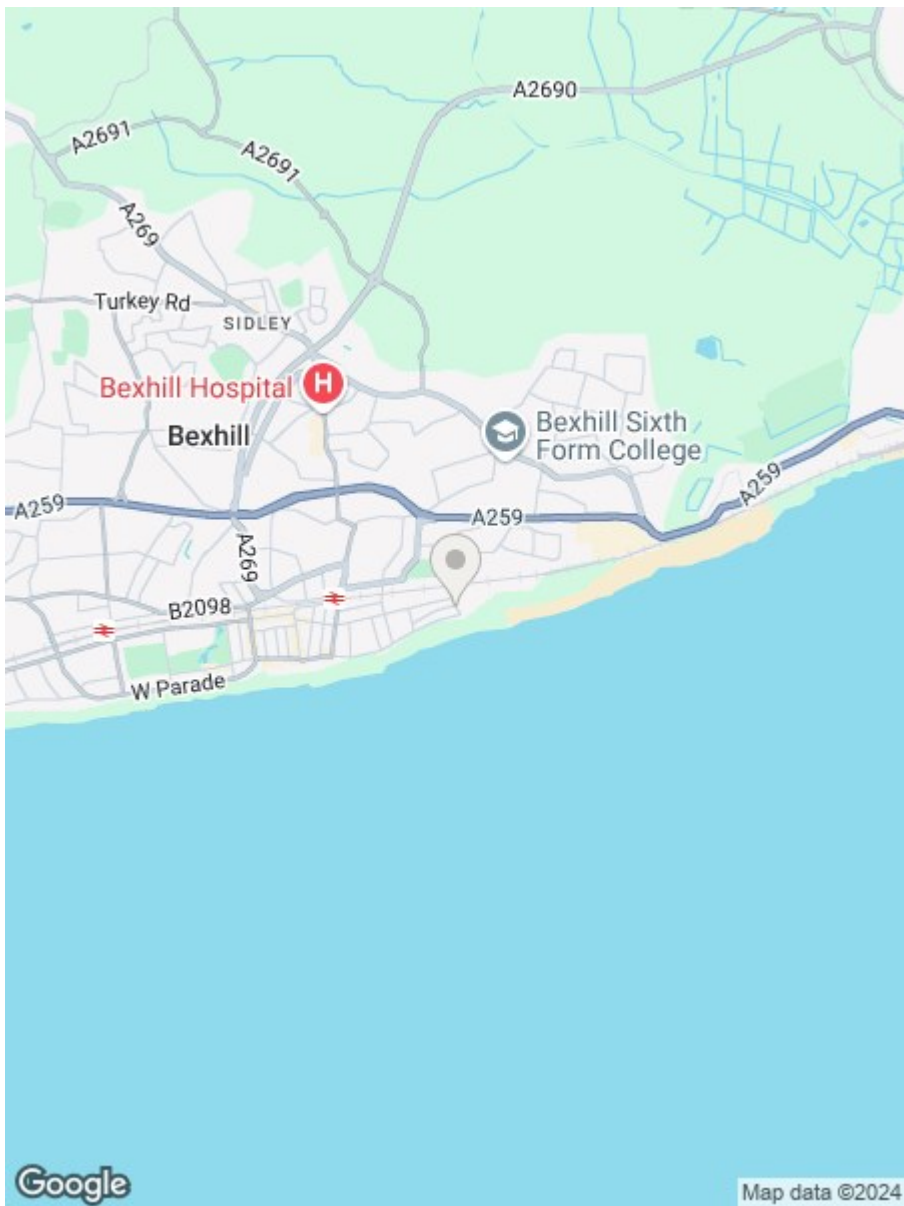 A2690
A2691
A2691
A269
Turkey Rd
SIDLEY
Bexhill Hospital
H
Bexhill
Bexhill Sixth
Form College
A259
A259
A259
A269
B2098
W Parade
Google
Map data ©2024